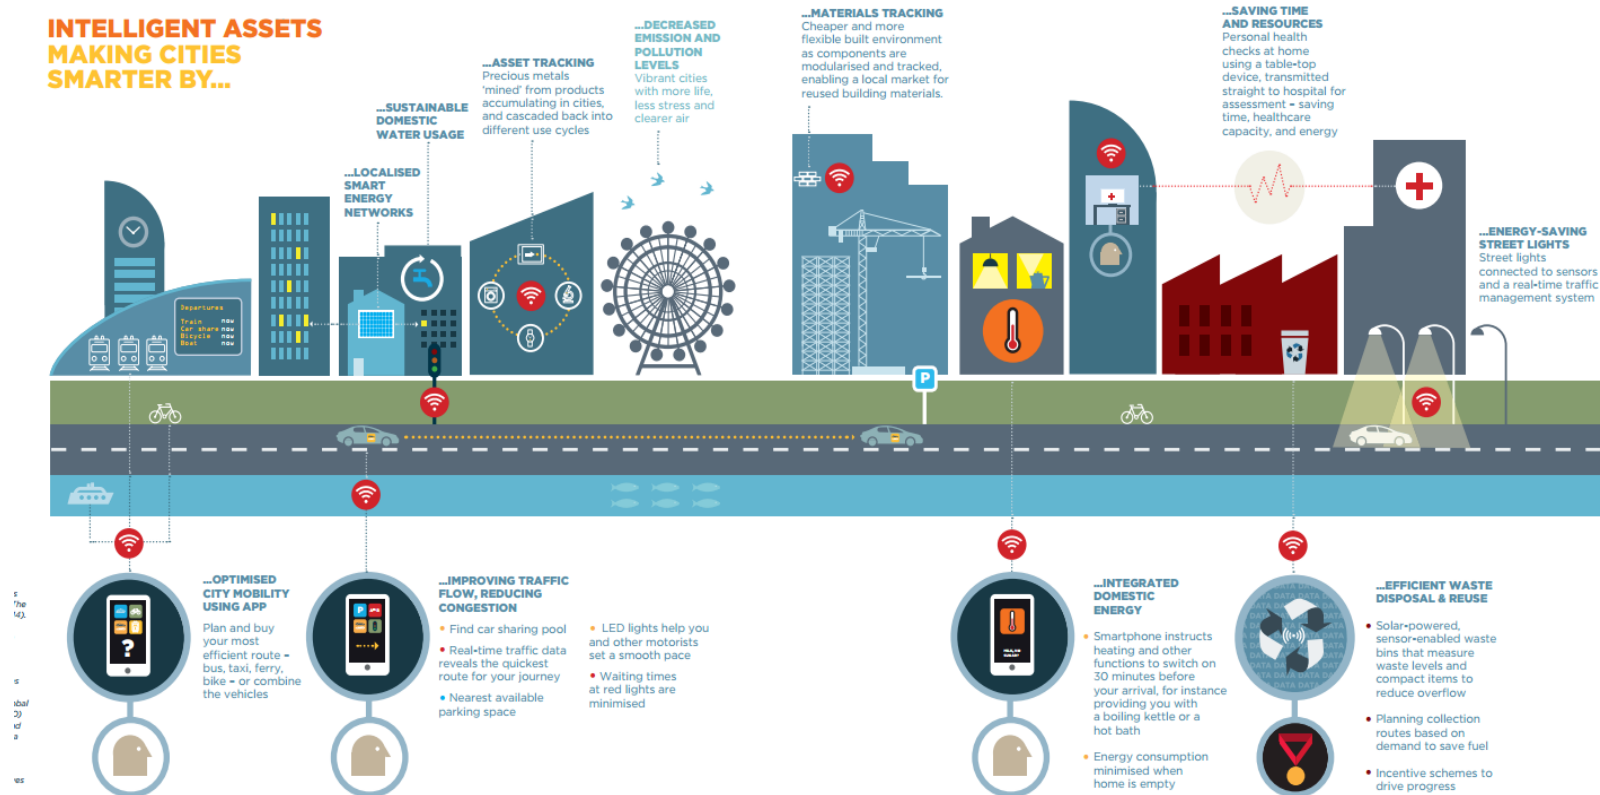 INTELLIGENT ASSETS
MAKING CITIES
SMARTER BY...
...SUSTAINABLE
DOMESTIC
WATER USAGE
...LOCALISED
SMART
ENERGY
NETWORKS
...ASSET TRACKING
Precious metals
‘mined’ from products
accumulating in cities,
and cascaded back into
different use cycles
...DECREASED
EMISSION AND
POLLUTION
LEVELS
Vibrant cities
with more life,
less stress and
clearer air
...MATERIALS TRACKING
Cheaper and more
flexible built environment
as components are
modularised and tracked,
enabling a local market for
reused building materials.
...SAVING TIME
AND RESOURCES
Personal health
checks at home
using a table-top
device, transmitted
straight to hospital for
assessment – saving
time, healthcare
capacity, and energy
...ENERGY-SAVING
STREET LIGHTS
Street lights
connected to sensors
and a real-time traffic
management system
Departures
Train now
Car share now
Bicycle now
Boat now
P
...OPTIMISED
CITY MOBILITY
USING APP
Plan and buy
your most
efficient route –
bus, taxi, ferry,
bike – or combine
the vehicles
?
P
...IMPROVING TRAFFIC
FLOW, REDUCING
CONGESTION
• Find car sharing pool
• Real-time traffic data
reveals the quickest
route for your journey
• Nearest available
parking space
• LED lights help you
and other motorists
set a smooth pace
• Waiting times
at red lights are
minimised
...INTEGRATED
DOMESTIC
ENERGY
• Smartphone instructs
heating and other
functions to switch on
30 minutes before
your arrival, for instance
providing you with
a boiling kettle or a
hot bath
• Energy consumption
minimised when
home is empty
DATA DATA DATA
...EFFICIENT WASTE
DISPOSAL & REUSE
• Solar-powered,
sensor-enabled waste
bins that measure
waste levels and
compact items to
reduce overflow
• Planning collection
routes based on
demand to save fuel
• Incentive schemes to
drive progress